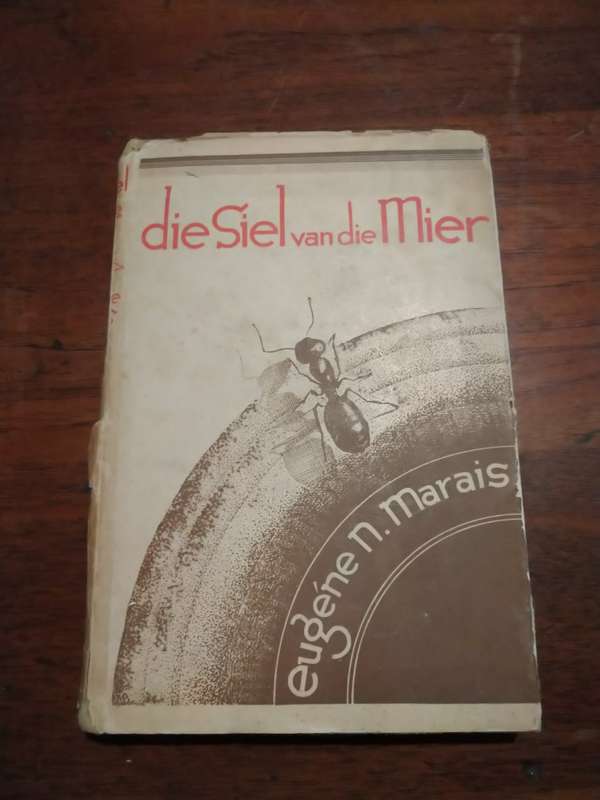 die Siel van die Mier
eugéne n. marais